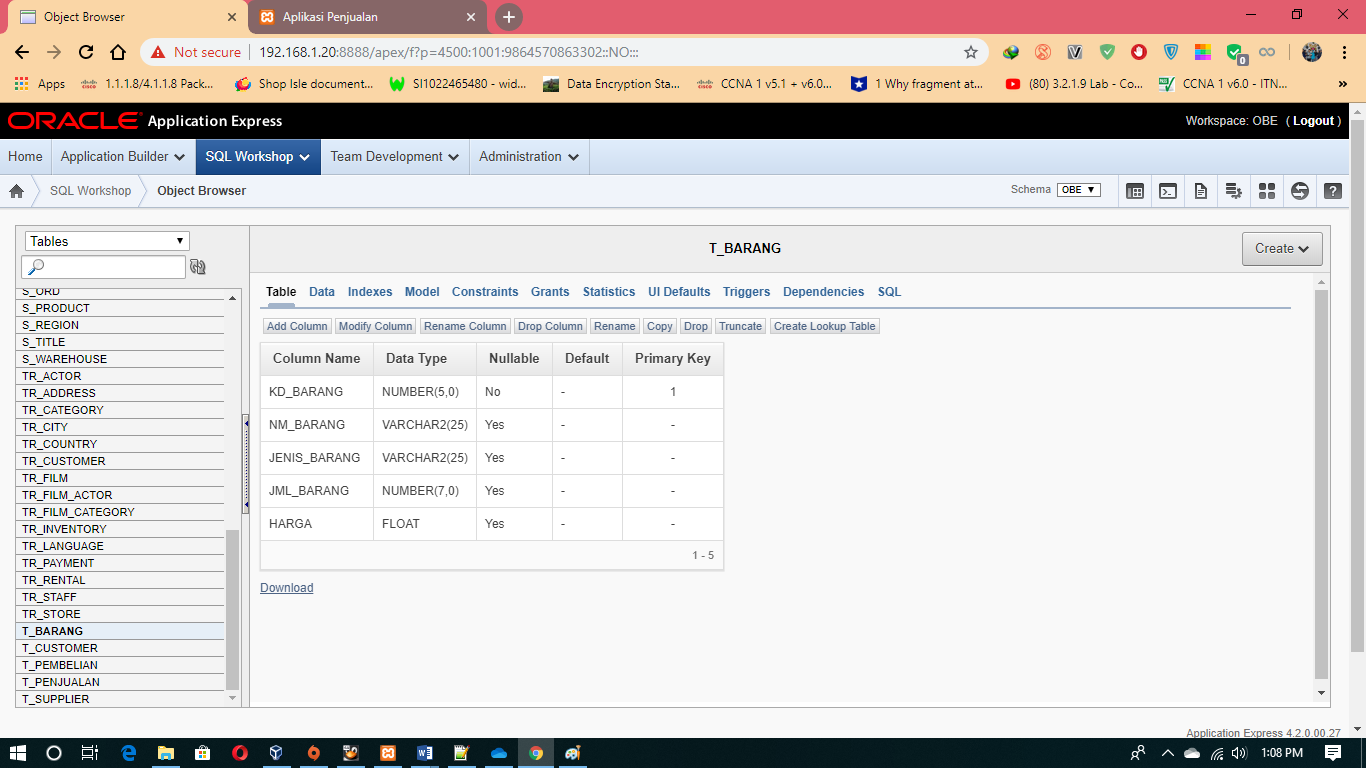 Object Browser
Aplikasi Penjualan
Not secure 192.168.1.20:8888/apex/f?p=4500:1001:9864570863302::NO:::
0
Apps 1.1.1.8/4.1.1.8 Pack... Shop Isle document... SI1022465480 - wid... Data Encryption Sta... CCNA 1 v5.1 + v6.0... 1 Why fragment at... (80) 3.2.1.9 Lab - Co... CCNA 1 v6.0 - ITN... »
ORACLE Application Express
Workspace: OBE ( Logout )
Home Application Builder SQL Workshop Team Development Administration
SQL Workshop Object Browser
Schema OBE
Tables
S_ORD
S_PRODUCT
S_REGION
S_TITLE
S_WAREHOUSE
TR_ACTOR
TR_ADDRESS
TR_CATEGORY
TR_CITY
TR_COUNTRY
TR_CUSTOMER
TR_FILM
TR_FILM_ACTOR
TR_FILM_CATEGORY
TR_INVENTORY
TR_LANGUAGE
TR_PAYMENT
TR_RENTAL
TR_STAFF
TR_STORE
T_BARANG
T_CUSTOMER
T_PEMBELIAN
T_PENJUALAN
T_SUPPLIER
T_BARANG
Create
Table Data Indexes Model Constraints Grants Statistics UI Defaults Triggers Dependencies SQL
Add Column Modify Column Rename Column Drop Column Rename Copy Drop Truncate Create Lookup Table
Column Name Data Type Nullable Default Primary Key
KD_BARANG NUMBER(5,0) No - 1
NM_BARANG VARCHAR2(25) Yes - -
JENIS_BARANG VARCHAR2(25) Yes - -
JML_BARANG NUMBER(7,0) Yes - -
HARGA FLOAT Yes - -
1 - 5
Download
Application Express 4.2.0.00.27
1:08 PM